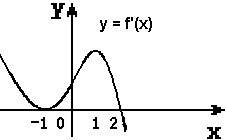 y
y = f'(x)
-1 0 1 2
x